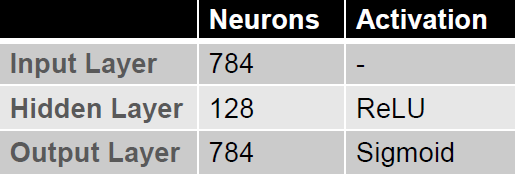 Neurons Activation
Input Layer 784 -
Hidden Layer 128 ReLU
Output Layer 784 Sigmoid